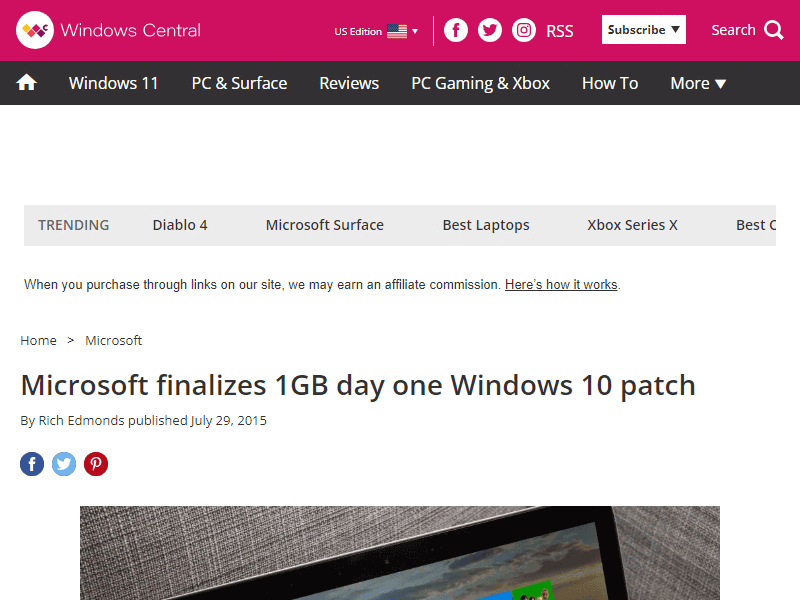 Windows Central
US Edition
RSS
Subscribe
Search
Windows 11
PC & Surface
Reviews
PC Gaming & Xbox
How To
More
TRENDING
Diablo 4
Microsoft Surface
Best Laptops
Xbox Series X
Best C
When you purchase through links on our site, we may earn an affiliate commission. Here's how it works.
Home > Microsoft
Microsoft finalizes 1GB day one Windows 10 patch
By Rich Edmonds published July 29, 2015